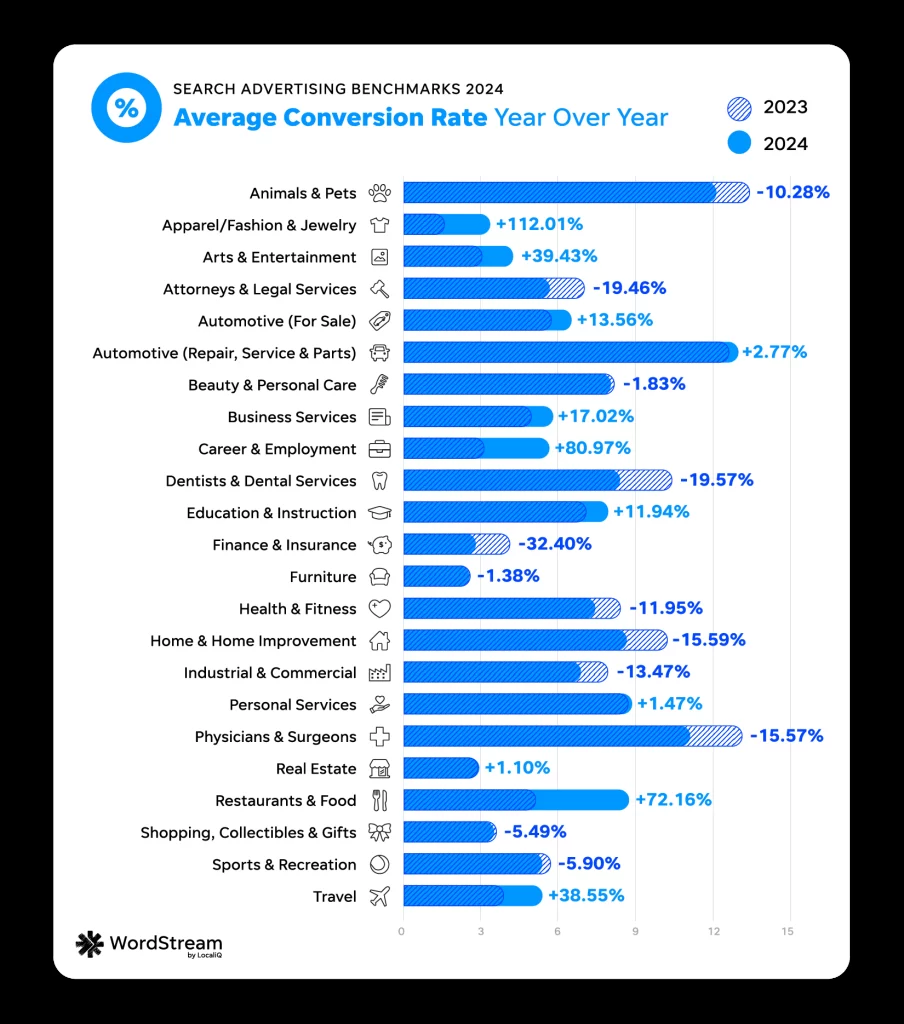 %
SEARCH ADVERTISING BENCHMARKS 2024
Average Conversion Rate Year Over Year
2023
2024
Animals & Pets -10.28%
Apparel/Fashion & Jewelry +112.01%
Arts & Entertainment +39.43%
Attorneys & Legal Services -19.46%
Automotive (For Sale) +13.56%
Automotive (Repair, Service & Parts) +2.77%
Beauty & Personal Care -1.83%
Business Services +17.02%
Career & Employment +80.97%
Dentists & Dental Services -19.57%
Education & Instruction +11.94%
Finance & Insurance $ -32.40%
Furniture -1.38%
Health & Fitness -11.95%
Home & Home Improvement -15.59%
Industrial & Commercial -13.47%
Personal Services +1.47%
Physicians & Surgeons -15.57%
Real Estate +1.10%
Restaurants & Food +72.16%
Shopping, Collectibles & Gifts -5.49%
Sports & Recreation -5.90%
Travel +38.55%
0 3 6 9 12 15
WordStream
by LocaliQ